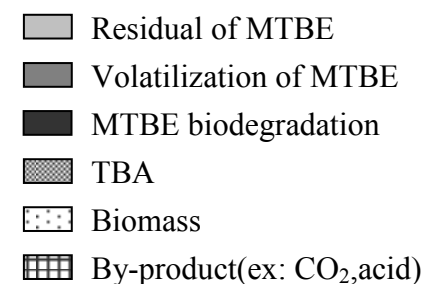 Residual of MTBE
Volatilization of MTBE
MTBE biodegradation
TBA
Biomass
By-product(ex: CO₂,acid)